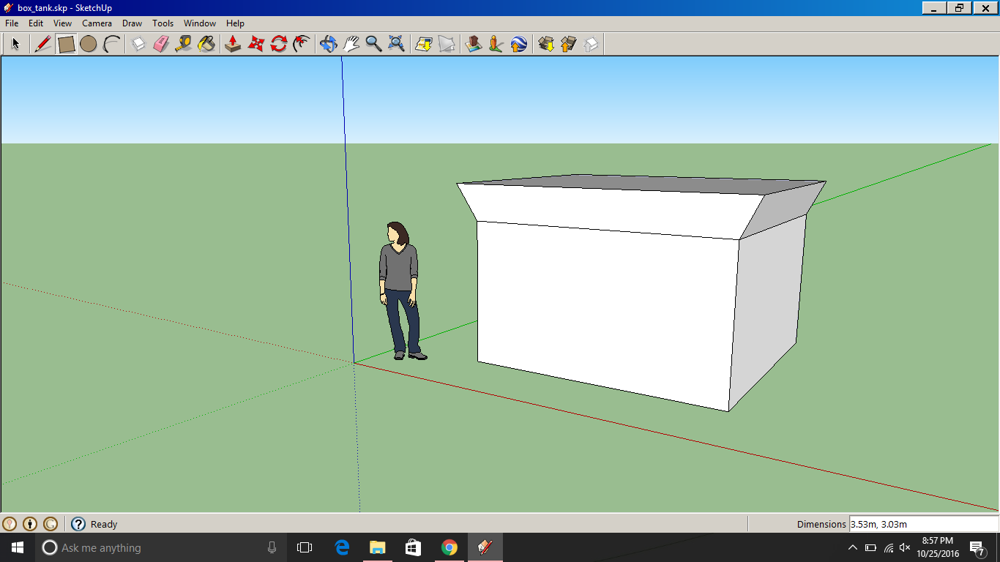 box_tank.skp - SketchUp
File Edit View Camera Draw Tools Window Help
? Ready
Dimensions 3.53m, 3.03m
Ask me anything
8:57 PM
10/25/2016
7